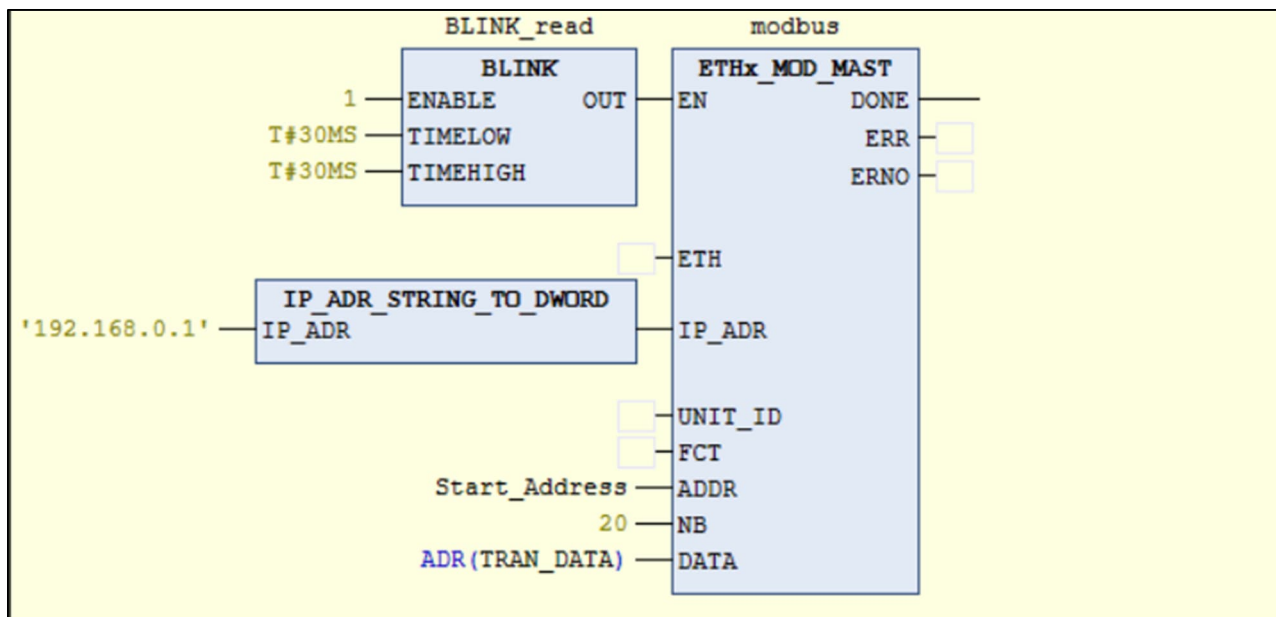 BLINK_read modbus
BLINK ETHx_MOD_MAST
1 ENABLE OUT EN DONE
T#30MS TIMELOW ERR
T#30MS TIMEHIGH ERNO
ETH
IP_ADR_STRING_TO_DWORD
'192.168.0.1' IP_ADR IP_ADR
UNIT_ID
FCT
Start_Address ADDR
20 NB
ADR(TRAN_DATA) DATA